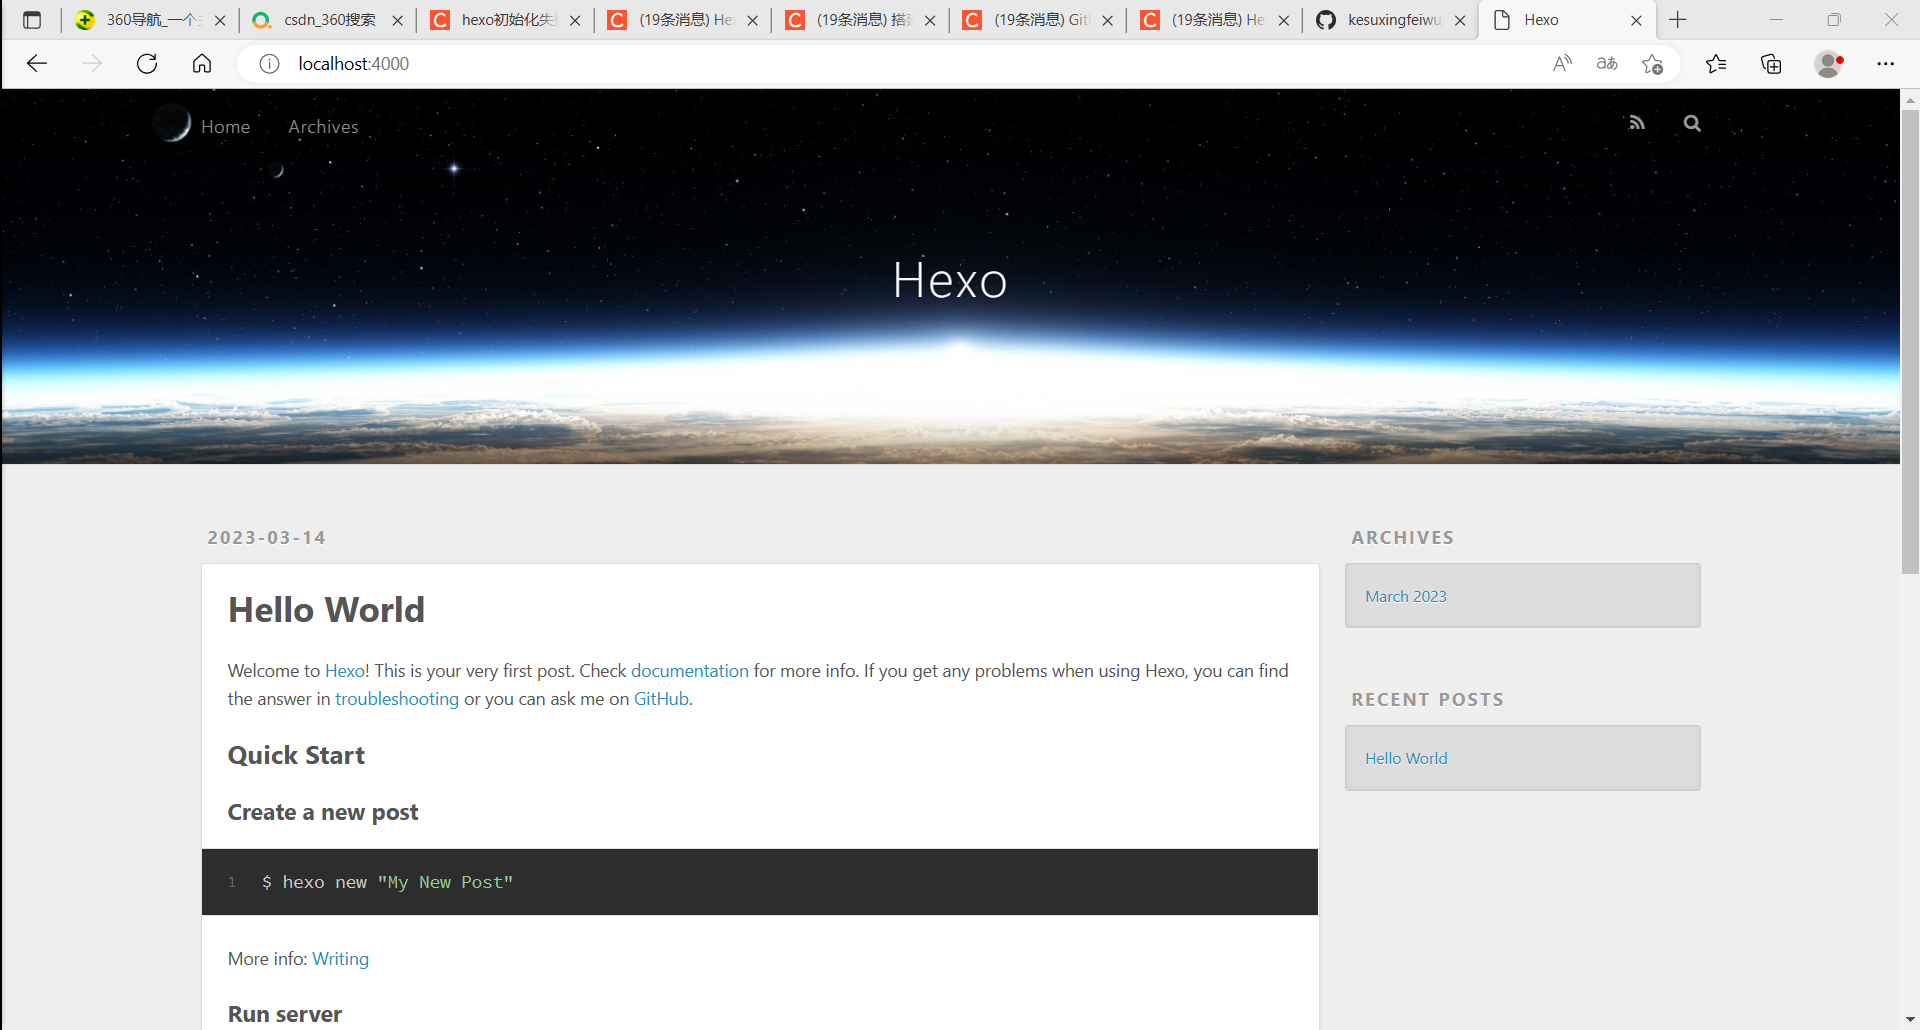 360导航_一个
csdn_360搜索
hexo初始化失
(19条消息) He
(19条消息) 搭
(19条消息) Git
(19条消息) He
kesuxingfeiwu
Hexo
localhost:4000
Home
Archives
Hexo
2023-03-14
Hello World
Welcome to Hexo! This is your very first post. Check documentation for more info. If you get any problems when using Hexo, you can find
the answer in troubleshooting or you can ask me on GitHub.
Quick Start
Create a new post
1 $ hexo new "My New Post"
More info: Writing
Run server
ARCHIVES
March 2023
RECENT POSTS
Hello World